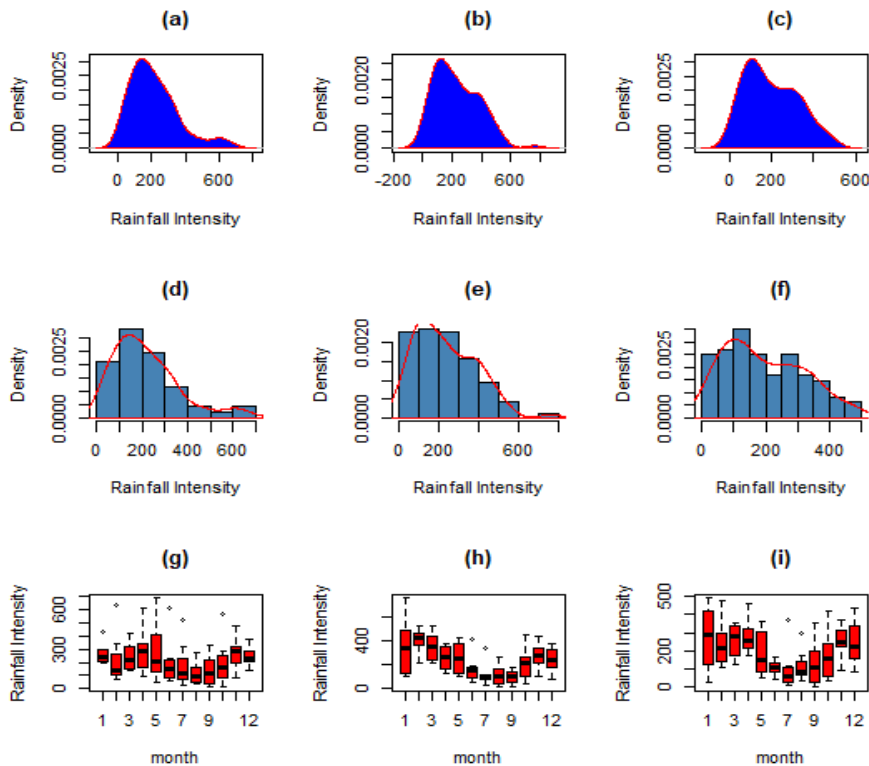 (a) (b) (c)
Density 0.0000 0.0025
0 200 600
Rainfall Intensity
Density 0.0000 0.0020
-200 200 600
Rainfall Intensity
Density 0.0000 0.0025
0 200 400 600
Rainfall Intensity
(d) (e) (f)
Density 0.0000 0.0025
0 200 400 600
Rainfall Intensity
Density 0.0000 0.0020
0 200 600
Rainfall Intensity
Density 0.0000 0.0025
0 200 400
Rainfall Intensity
(g) (h) (i)
Rainfall Intensity 0 300 600
1 3 5 7 9 12
month
Rainfall Intensity 0 400
1 3 5 7 9 12
month
Rainfall Intensity 0 200 500
1 3 5 7 9 12
month